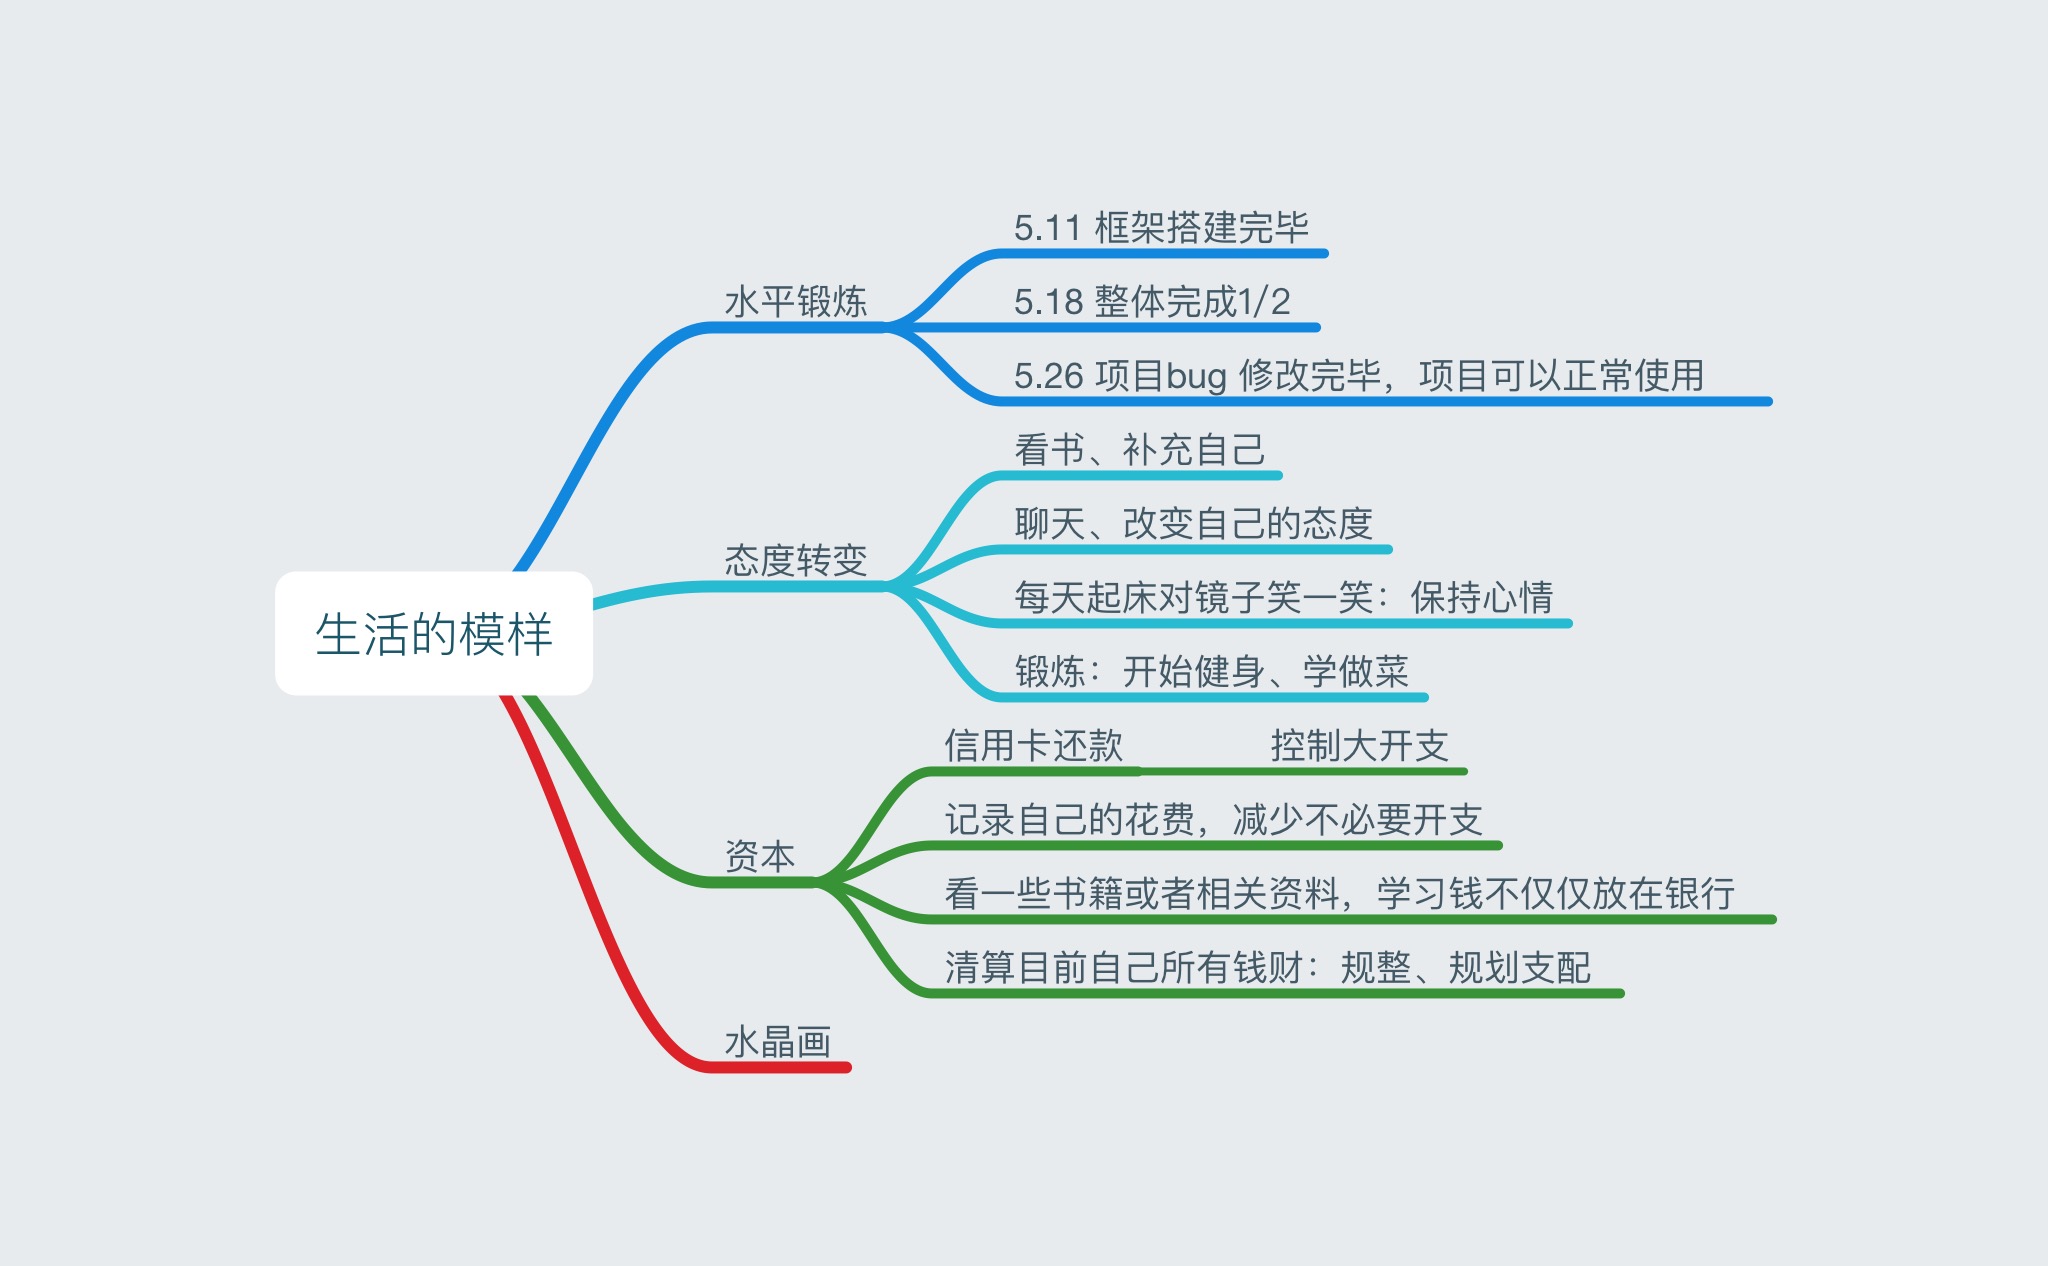 生活的模样
水平锻炼
5.11 框架搭建完毕
5.18 整体完成1/2
5.26 项目bug 修改完毕，项目可以正常使用
态度转变
看书、补充自己
聊天、改变自己的态度
每天起床对镜子笑一笑：保持心情
锻炼：开始健身、学做菜
资本
信用卡还款
控制大开支
记录自己的花费，减少不必要开支
看一些书籍或者相关资料，学习钱不仅仅放在银行
清算目前自己所有钱财：规整、规划支配
水晶画